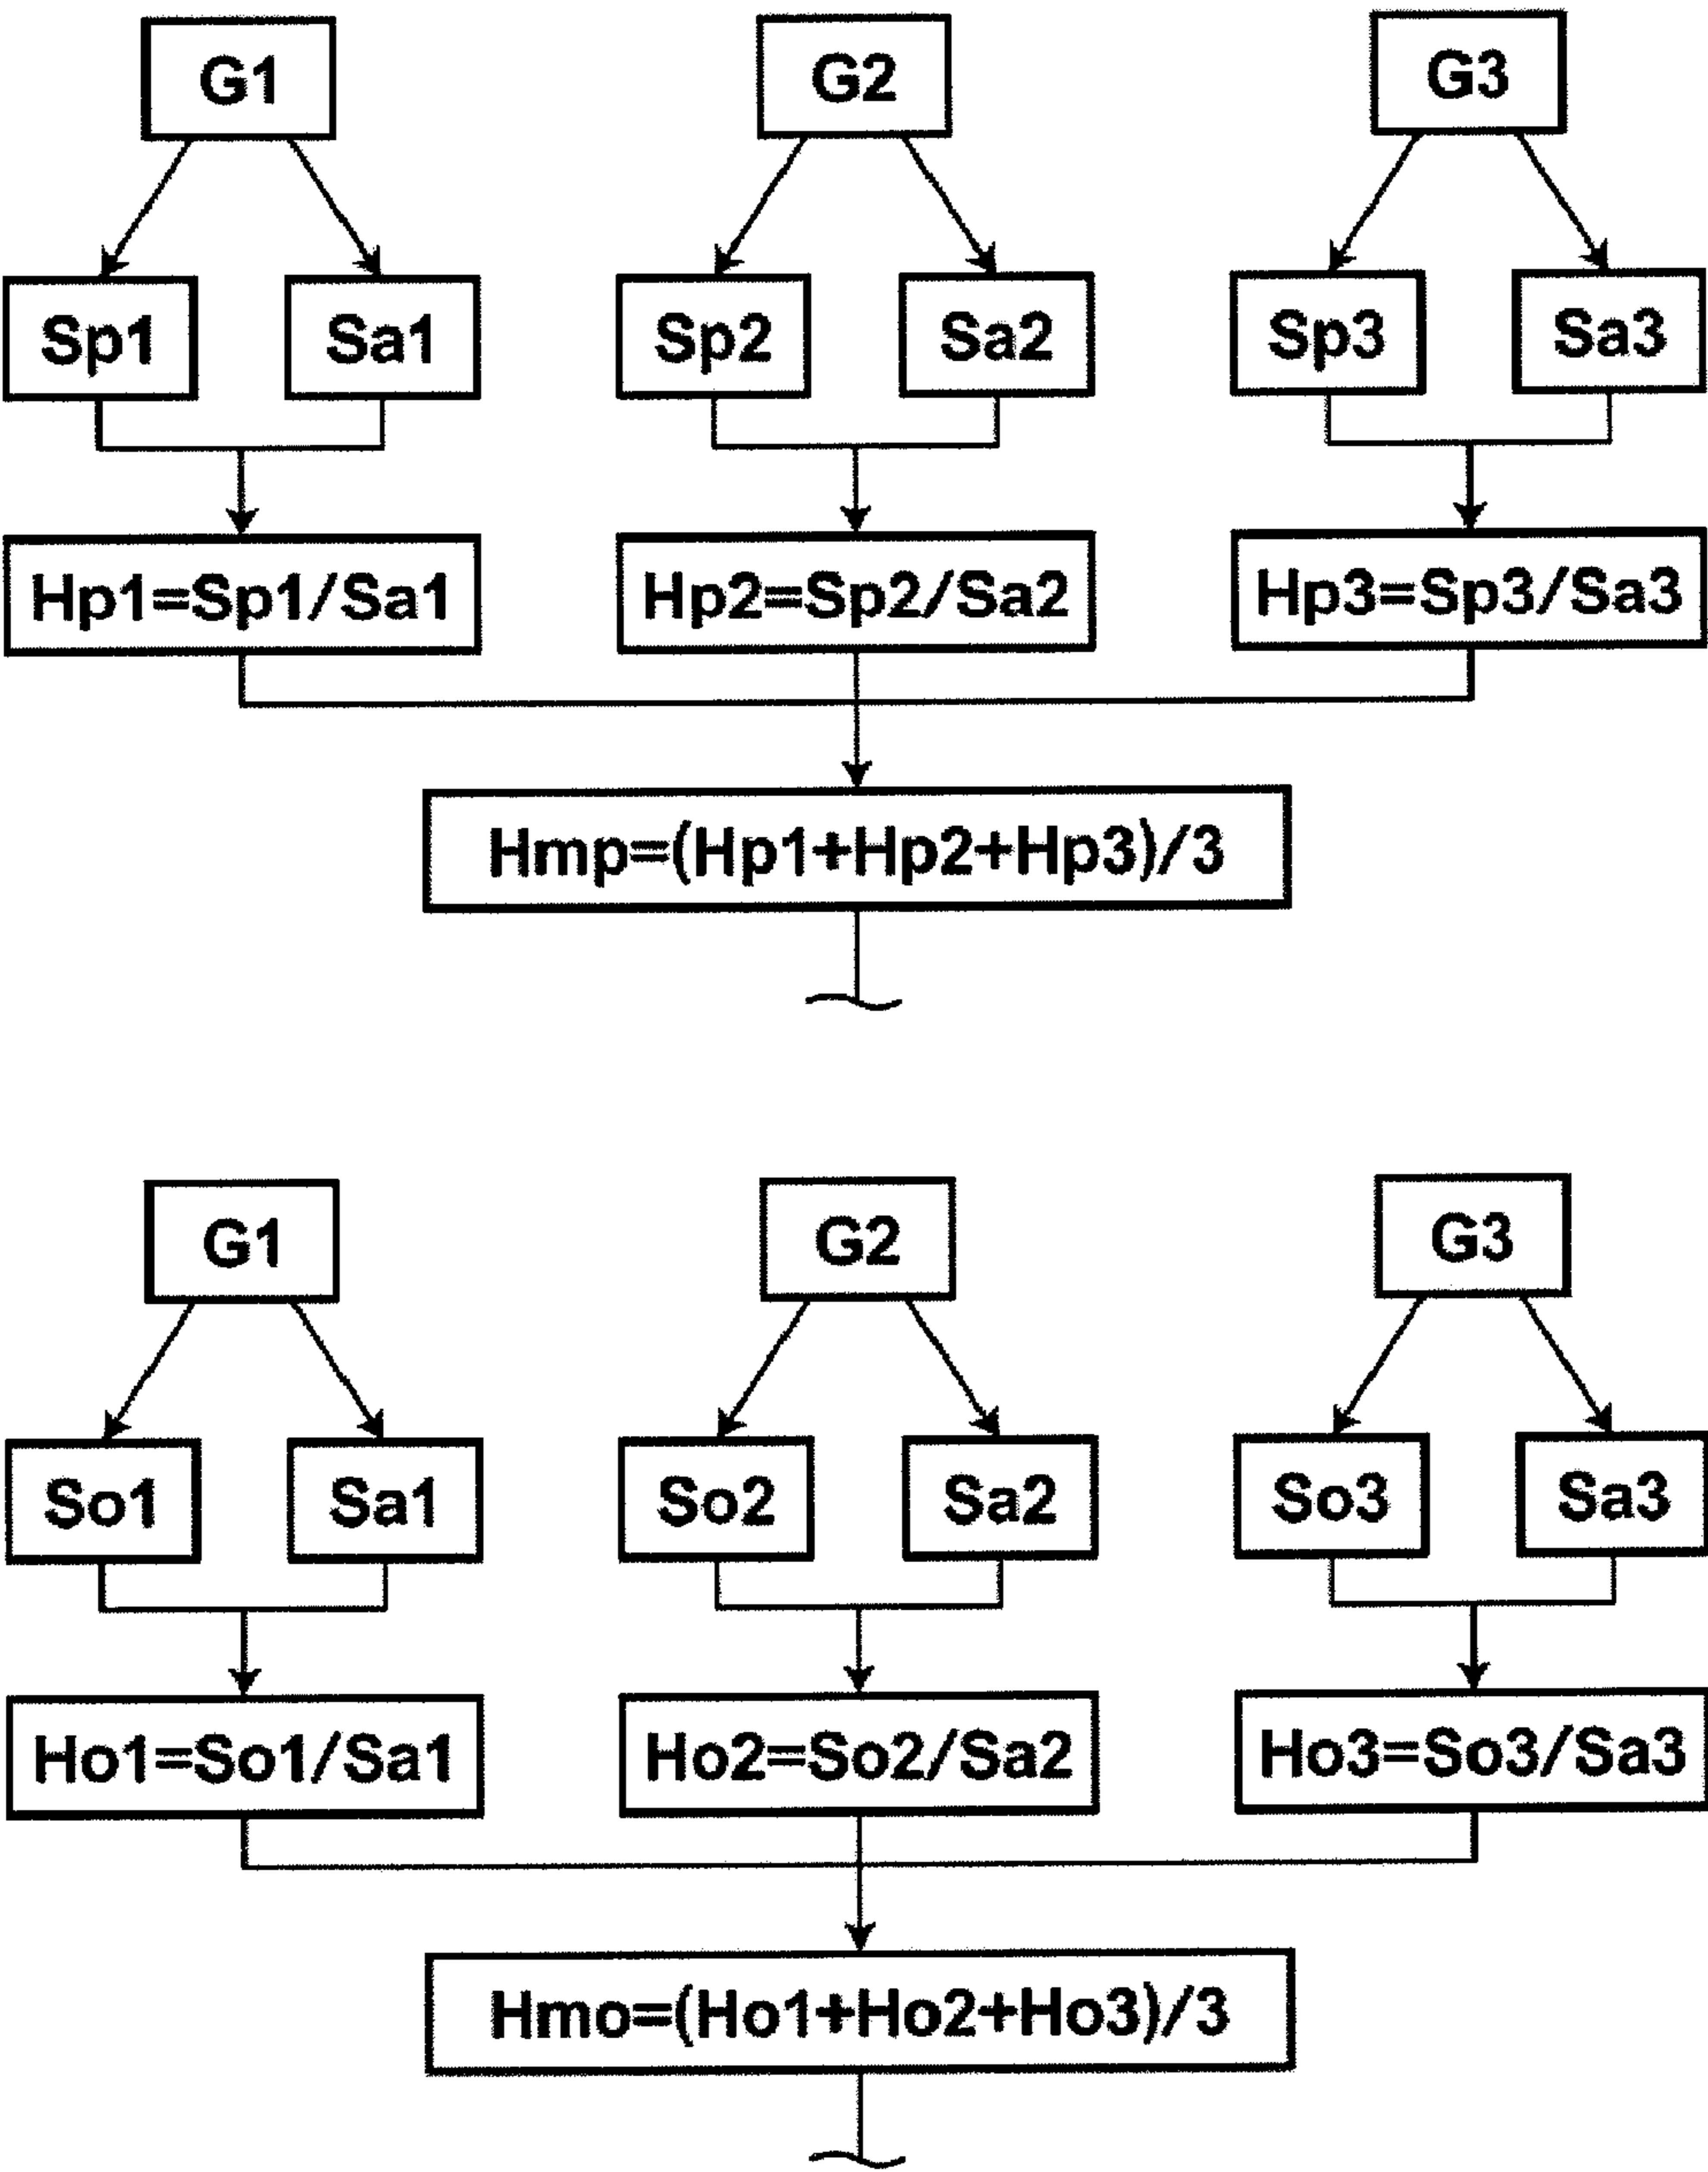 G1 G2 G3
Sp1 Sa1 Sp2 Sa2 Sp3 Sa3
Hp1=Sp1/Sa1 Hp2=Sp2/Sa2 Hp3=Sp3/Sa3
Hmp=(Hp1+Hp2+Hp3)/3
G1 G2 G3
So1 Sa1 So2 Sa2 So3 Sa3
Ho1=So1/Sa1 Ho2=So2/Sa2 Ho3=So3/Sa3
Hmo=(Ho1+Ho2+Ho3)/3